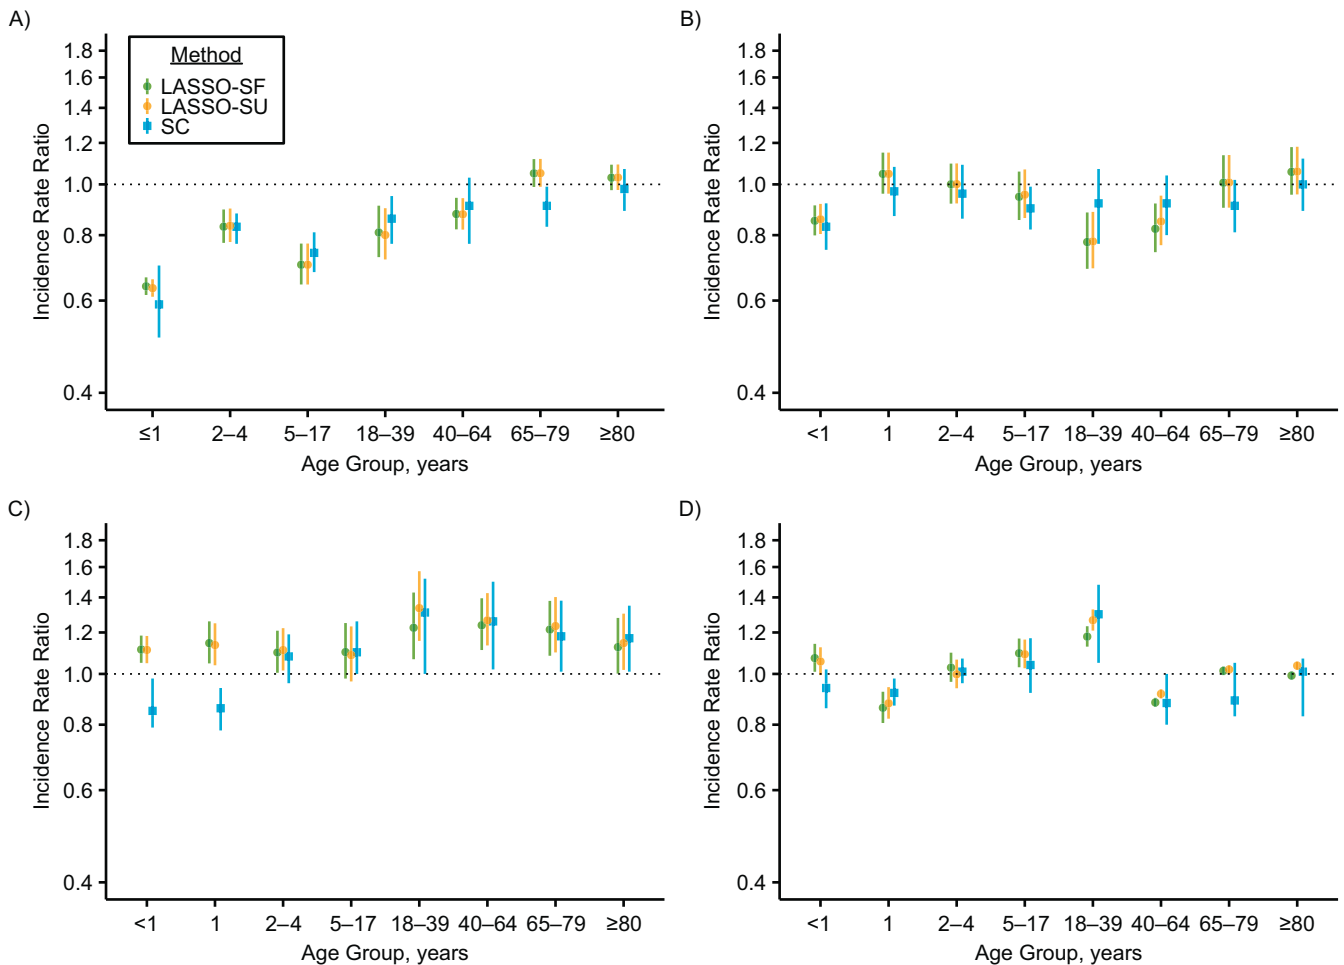 A)
Incidence Rate Ratio
1.8
1.6
1.4
1.2
1.0
0.8
0.6
0.4
Method
LASSO-SF
LASSO-SU
SC
≤1 2–4 5–17 18–39 40–64 65–79 ≥80
Age Group, years
B)
Incidence Rate Ratio
1.8
1.6
1.4
1.2
1.0
0.8
0.6
0.4
<1 1 2–4 5–17 18–39 40–64 65–79 ≥80
Age Group, years
C)
Incidence Rate Ratio
1.8
1.6
1.4
1.2
1.0
0.8
0.6
0.4
<1 1 2–4 5–17 18–39 40–64 65–79 ≥80
Age Group, years
D)
Incidence Rate Ratio
1.8
1.6
1.4
1.2
1.0
0.8
0.6
0.4
<1 1 2–4 5–17 18–39 40–64 65–79 ≥80
Age Group, years